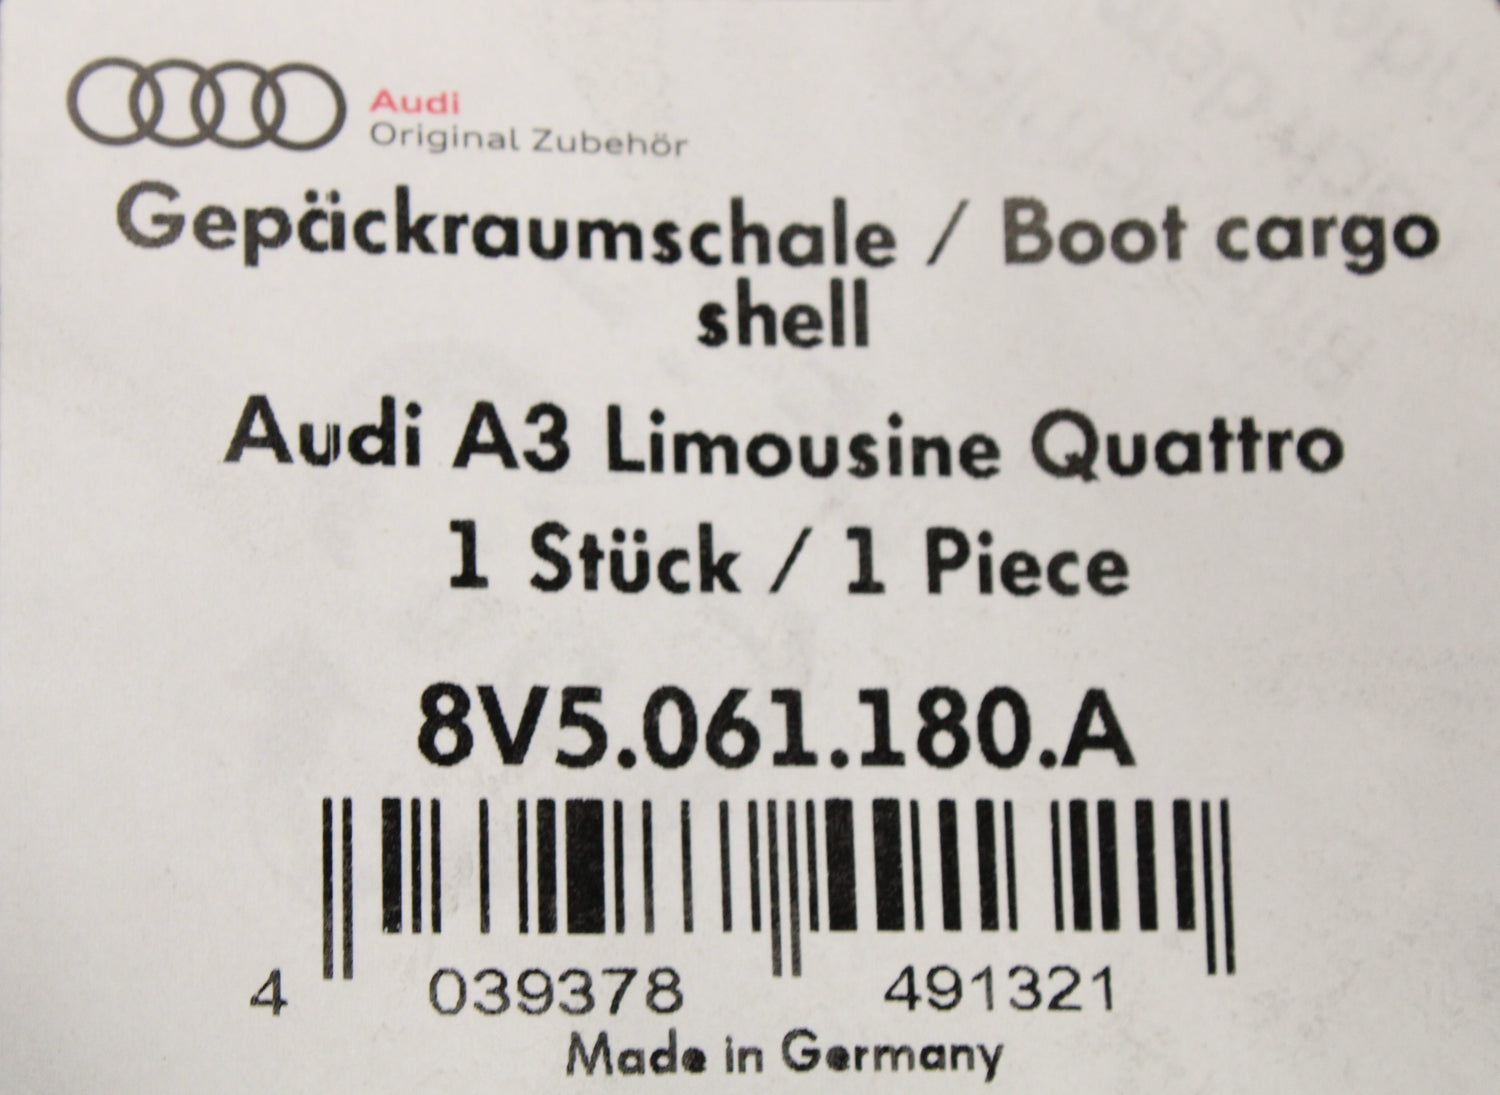 Audi
Original Zubehör
Gepäckraumschale / Boot cargo
shell
Audi A3 Limousine Quattro
1 Stück / 1 Piece
8V5.061.180.A
4 039378 491321
Made in Germany